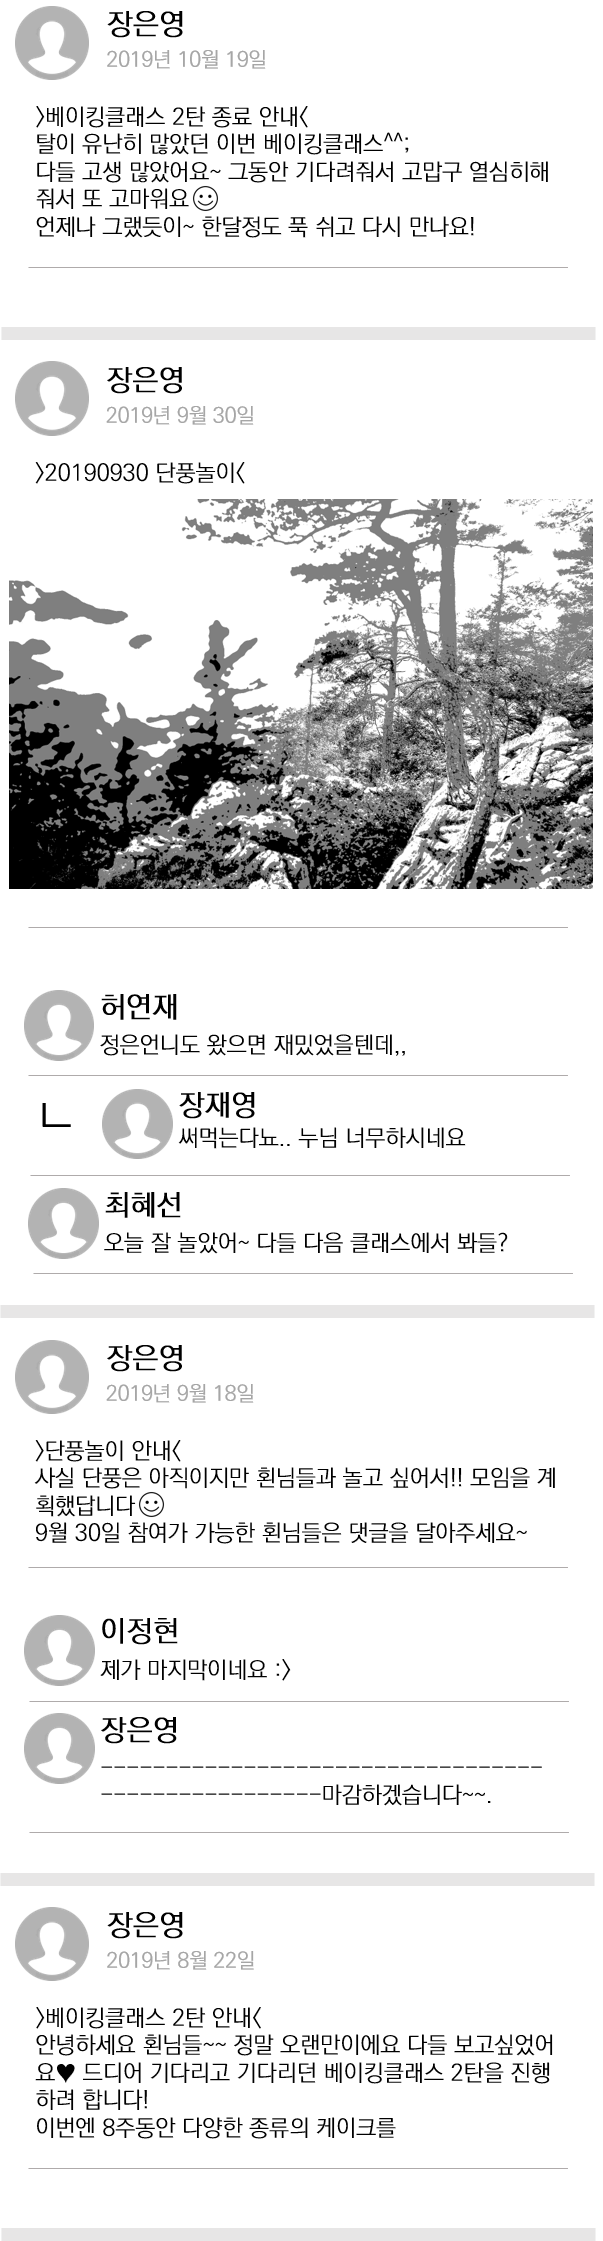 장은영
2019년 10월 19일
>베이킹클래스 2탄 종료 안내<
탈이 유난히 많았던 이번 베이킹클래스^^;
다들 고생 많았어요~ 그동안 기다려줘서 고맙구 열심히해
줘서 또 고마워요☺
언제나 그랬듯이~ 한달정도 푹 쉬고 다시 만나요!
장은영
2019년 9월 30일
>20190930 단풍놀이<
허연재
정은언니도 왔으면 재밌었을텐데,,
ㄴ 장재영
써먹는다뇨.. 누님 너무하시네요
최혜선
오늘 잘 놀았어~ 다들 다음 클래스에서 봐들?
장은영
2019년 9월 18일
>단풍놀이 안내<
사실 단풍은 아직이지만 횐님들과 놀고 싶어서!! 모임을 계
획했답니다☺
9월 30일 참여가 가능한 횐님들은 댓글을 달아주세요~
이정현
제가 마지막이네요 :>
장은영
----------------------------------
-----------------마감하겠습니다~~.
장은영
2019년 8월 22일
>베이킹클래스 2탄 안내<
안녕하세요 횐님들~~ 정말 오랜만이에요 다들 보고싶었어
요♥ 드디어 기다리고 기다리던 베이킹클래스 2탄을 진행
하려 합니다!
이번엔 8주동안 다양한 종류의 케이크를